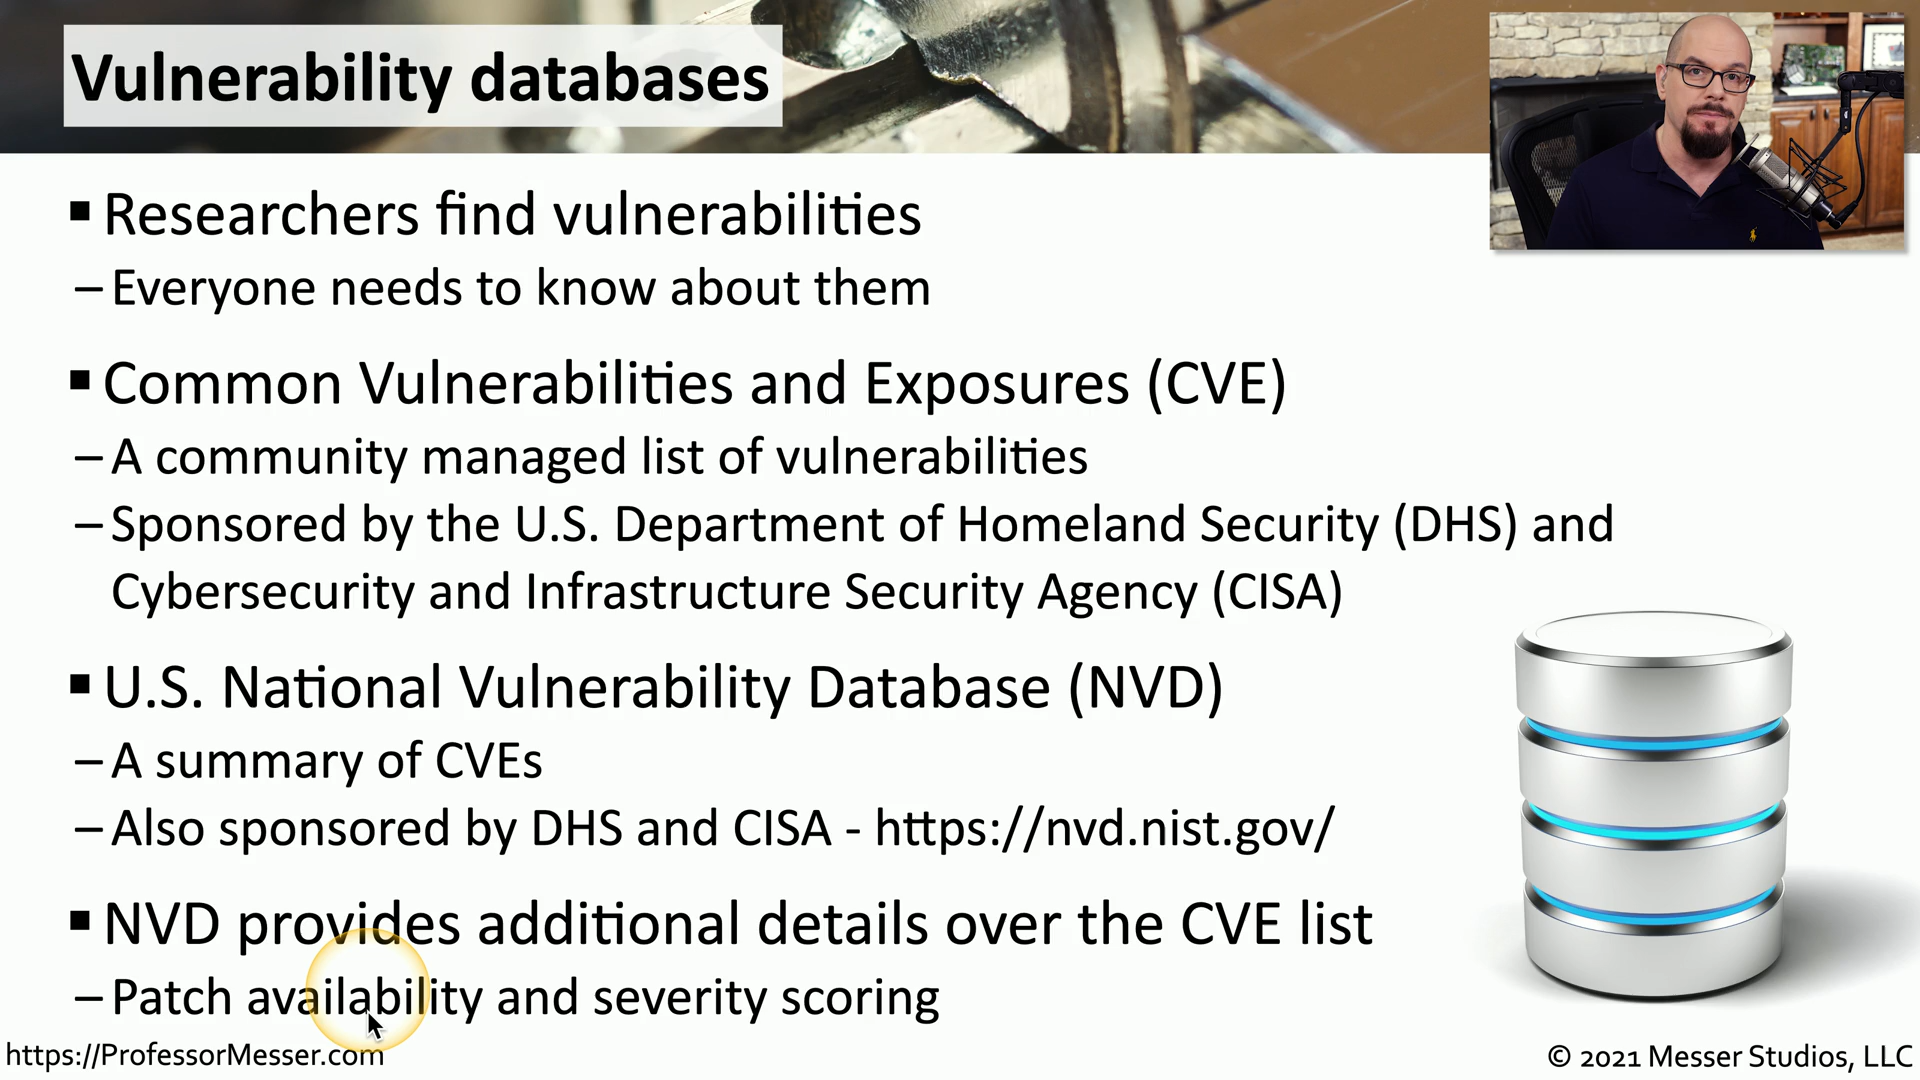 Vulnerability databases
▪ Researchers find vulnerabilities
– Everyone needs to know about them
▪ Common Vulnerabilities and Exposures (CVE)
– A community managed list of vulnerabilities
– Sponsored by the U.S. Department of Homeland Security (DHS) and
Cybersecurity and Infrastructure Security Agency (CISA)
▪ U.S. National Vulnerability Database (NVD)
– A summary of CVEs
– Also sponsored by DHS and CISA - https://nvd.nist.gov/
▪ NVD provides additional details over the CVE list
– Patch availability and severity scoring
https://ProfessorMesser.com
© 2021 Messer Studios, LLC